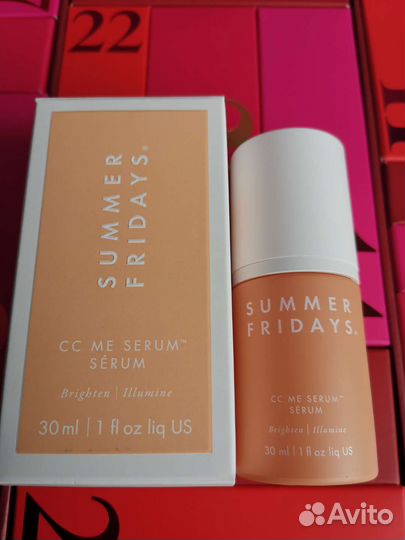 22
SUMMER
FRIDAYS®
CC ME SERUM™
SÉRUM
Brighten | Illumine
30 ml | 1 fl oz liq US
SUMMER
FRIDAYS®
CC ME SERUM™
SÉRUM
Brighten | Illumine
30 ml | 1 fl oz liq US
22
Avito